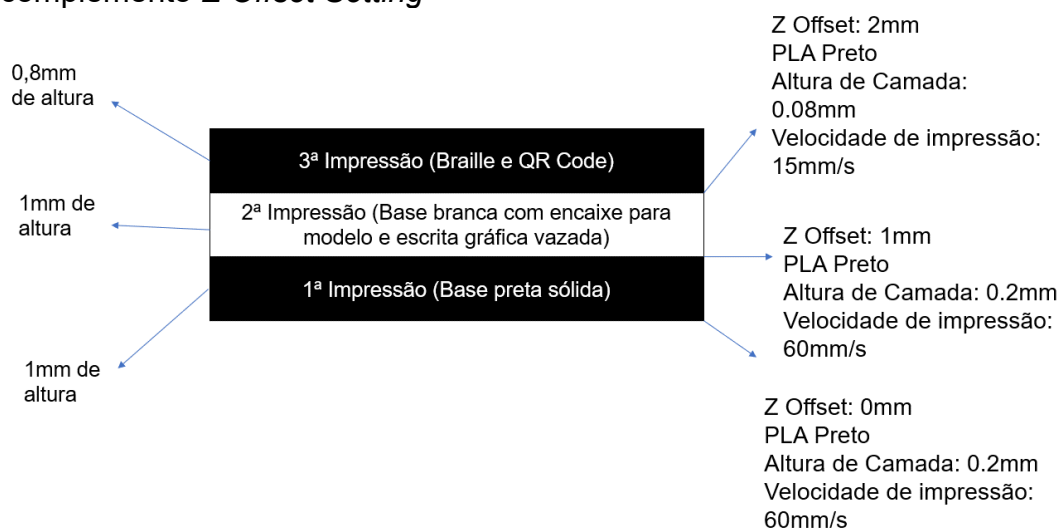 complemento Z Offset Setting
0,8mm
de altura
1mm de
altura
1mm de
altura
3ª Impressão (Braille e QR Code)
2ª Impressão (Base branca com encaixe para
modelo e escrita gráfica vazada)
1ª Impressão (Base preta sólida)
Z Offset: 2mm
PLA Preto
Altura de Camada:
0.08mm
Velocidade de impressão:
15mm/s
Z Offset: 1mm
PLA Preto
Altura de Camada: 0.2mm
Velocidade de impressão:
60mm/s
Z Offset: 0mm
PLA Preto
Altura de Camada: 0.2mm
Velocidade de impressão:
60mm/s